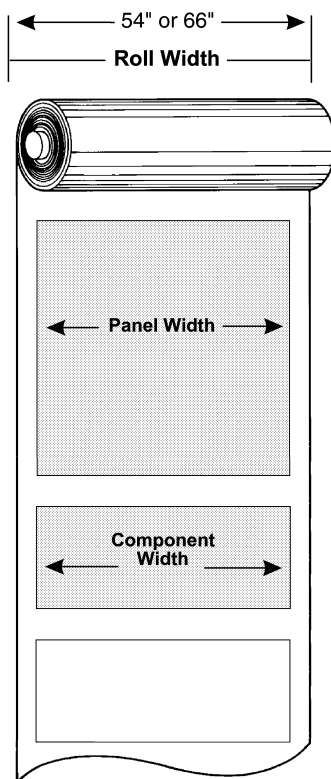 54" or 66"
Roll Width
Panel Width
Component
Width